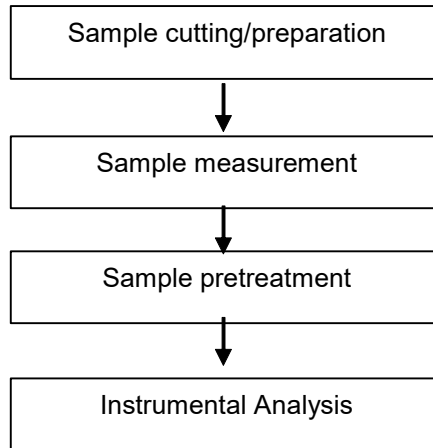 Sample cutting/preparation
Sample measurement
Sample pretreatment
Instrumental Analysis